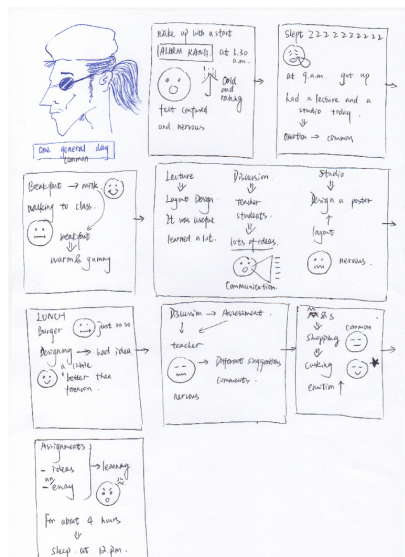 one general day
common
wake up with a start
ALARM RANG at 5.30
a.m.
Cold
and
raining
felt confused
and nervous
Slept ZZZZZZZZZZ
at 9.a.m got up
had a lecture and a
studio today.
emotion → common
Breakfast → milk.
walking to class.
breakfast
warm & yummy
Lecture
Layout Design.
It was useful
learned a lot.
Discussion.
teacher
students.
lots of ideas.
Communication.
Studio
Design a poster
layout
nervous.
LUNCH
Burger
just so so
Designing → had idea.
a little
better than
forenoon.
Discussion → Assessment.
teacher
→ Different suggestions
comments.
nervous
Shopping
common
Cooking
emotion ↑
Assignments
- ideas
an
- essay
→ learning
For about 4 hours
sleep at 12.pm.